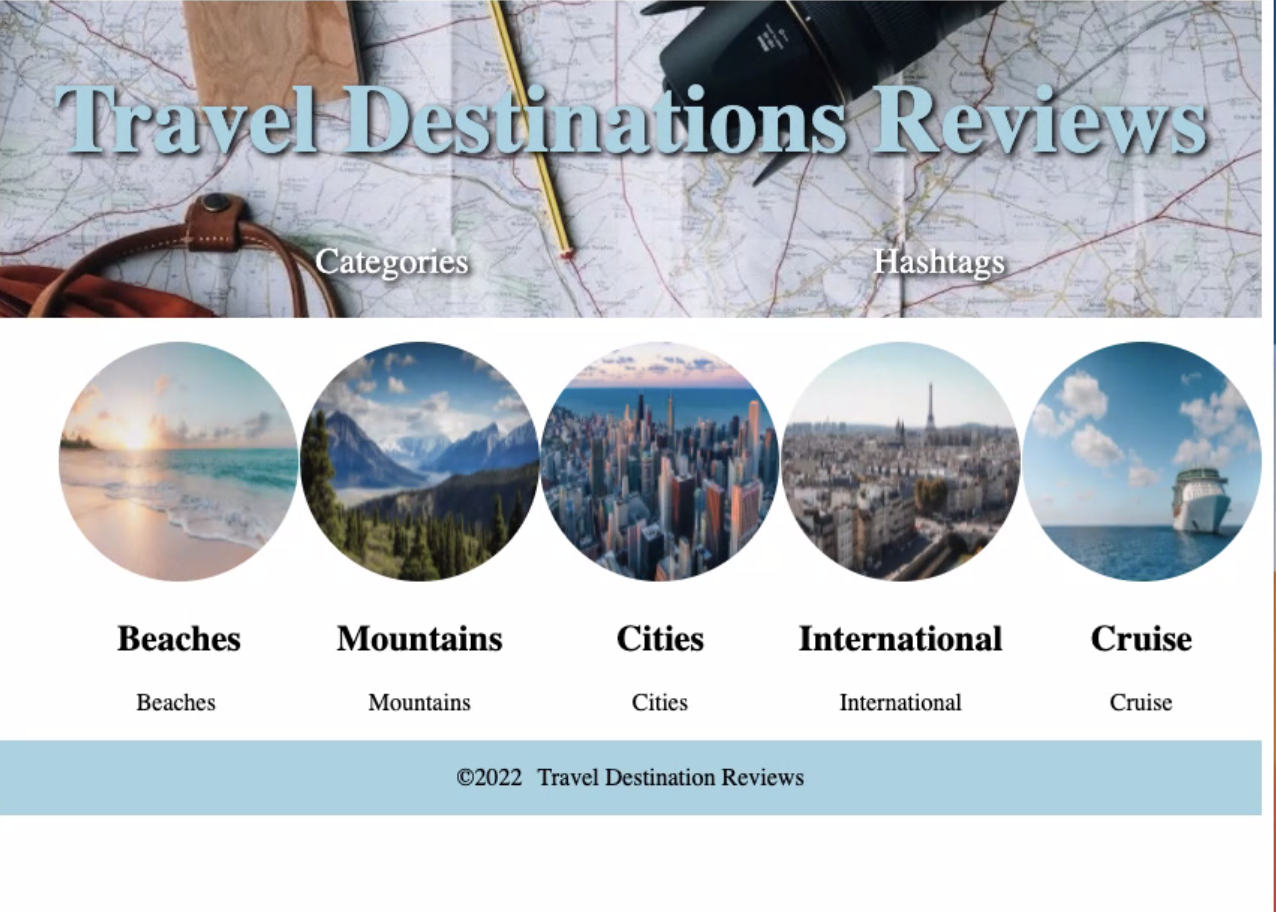 Travel Destinations Reviews
Categories Hashtags
Beaches Mountains Cities International Cruise
Beaches Mountains Cities International Cruise
©2022 Travel Destination Reviews